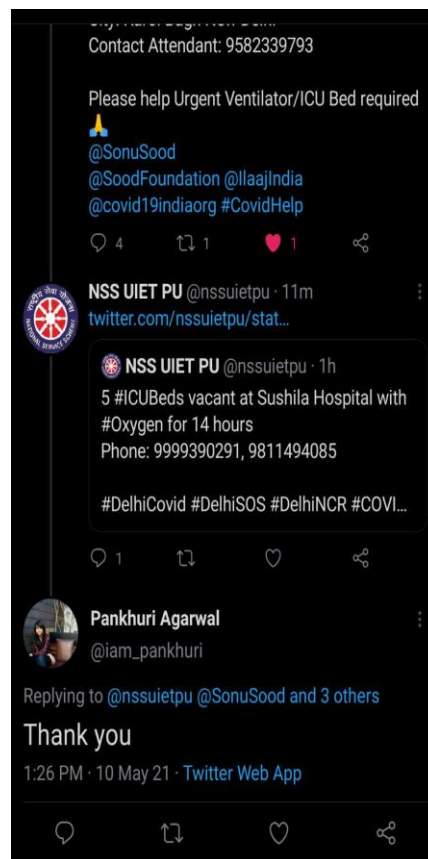 Contact Attendant: 9582339793
Please help Urgent Ventilator/ICU Bed required
🙏
@SonuSood
@SoodFoundation @IlaajIndia
@covid19indiaorg #CovidHelp
4 1 1
NSS UIET PU @nssuietpu · 11m
twitter.com/nssuietpu/stat...
NSS UIET PU @nssuietpu · 1h
5 #ICUBeds vacant at Sushila Hospital with
#Oxygen for 14 hours
Phone: 9999390291, 9811494085
#DelhiCovid #DelhiSOS #DelhiNCR #COVI...
1
Pankhuri Agarwal
@iam_pankhuri
Replying to @nssuietpu @SonuSood and 3 others
Thank you
1:26 PM · 10 May 21 · Twitter Web App